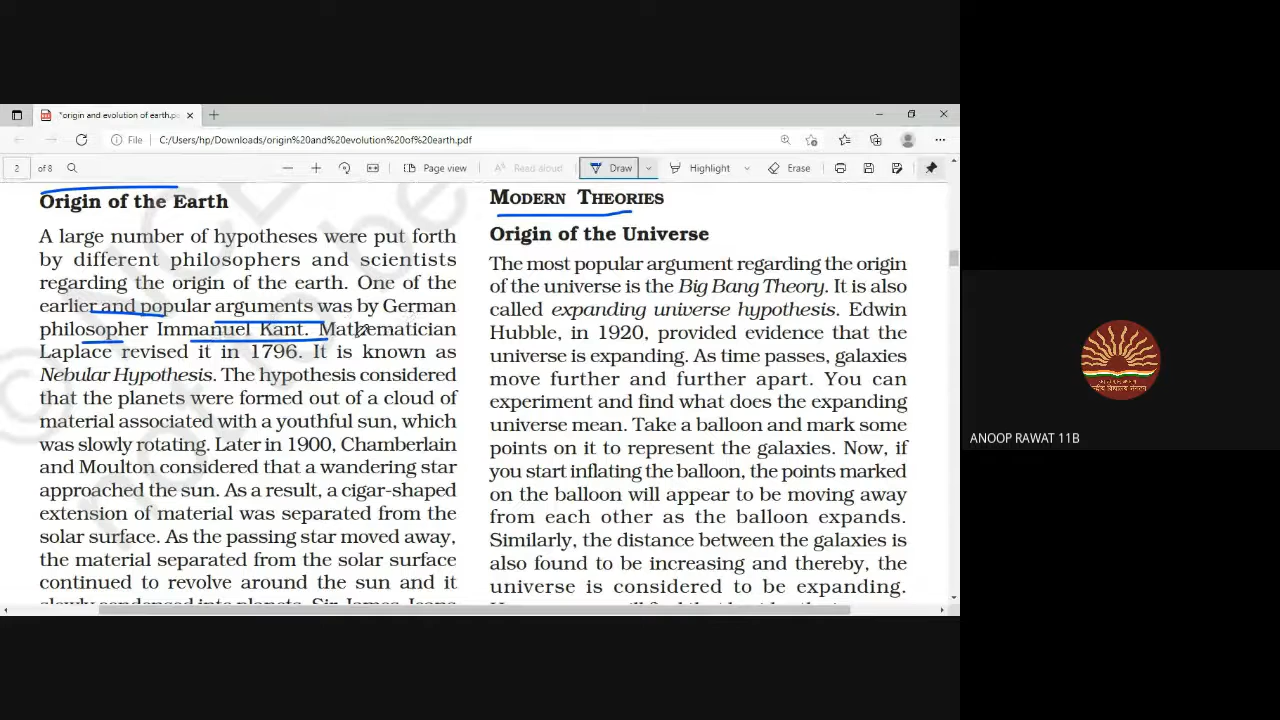 *origin and evolution of earth.p
File C:/Users/hp/Downloads/origin%20and%20evolution%20of%20earth.pdf
2 of 8 Page view Read aloud Draw Highlight Erase
Origin of the Earth
A large number of hypotheses were put forth
by different philosophers and scientists
regarding the origin of the earth. One of the
earlier and popular arguments was by German
philosopher Immanuel Kant. Mathematician
Laplace revised it in 1796. It is known as
Nebular Hypothesis. The hypothesis considered
that the planets were formed out of a cloud of
material associated with a youthful sun, which
was slowly rotating. Later in 1900, Chamberlain
and Moulton considered that a wandering star
approached the sun. As a result, a cigar-shaped
extension of material was separated from the
solar surface. As the passing star moved away,
the material separated from the solar surface
continued to revolve around the sun and it
slowly condensed into planets. Sir James Jeans
MODERN THEORIES
Origin of the Universe
The most popular argument regarding the origin
of the universe is the Big Bang Theory. It is also
called expanding universe hypothesis. Edwin
Hubble, in 1920, provided evidence that the
universe is expanding. As time passes, galaxies
move further and further apart. You can
experiment and find what does the expanding
universe mean. Take a balloon and mark some
points on it to represent the galaxies. Now, if
you start inflating the balloon, the points marked
on the balloon will appear to be moving away
from each other as the balloon expands.
Similarly, the distance between the galaxies is
also found to be increasing and thereby, the
universe is considered to be expanding.
ANOOP RAWAT 11B